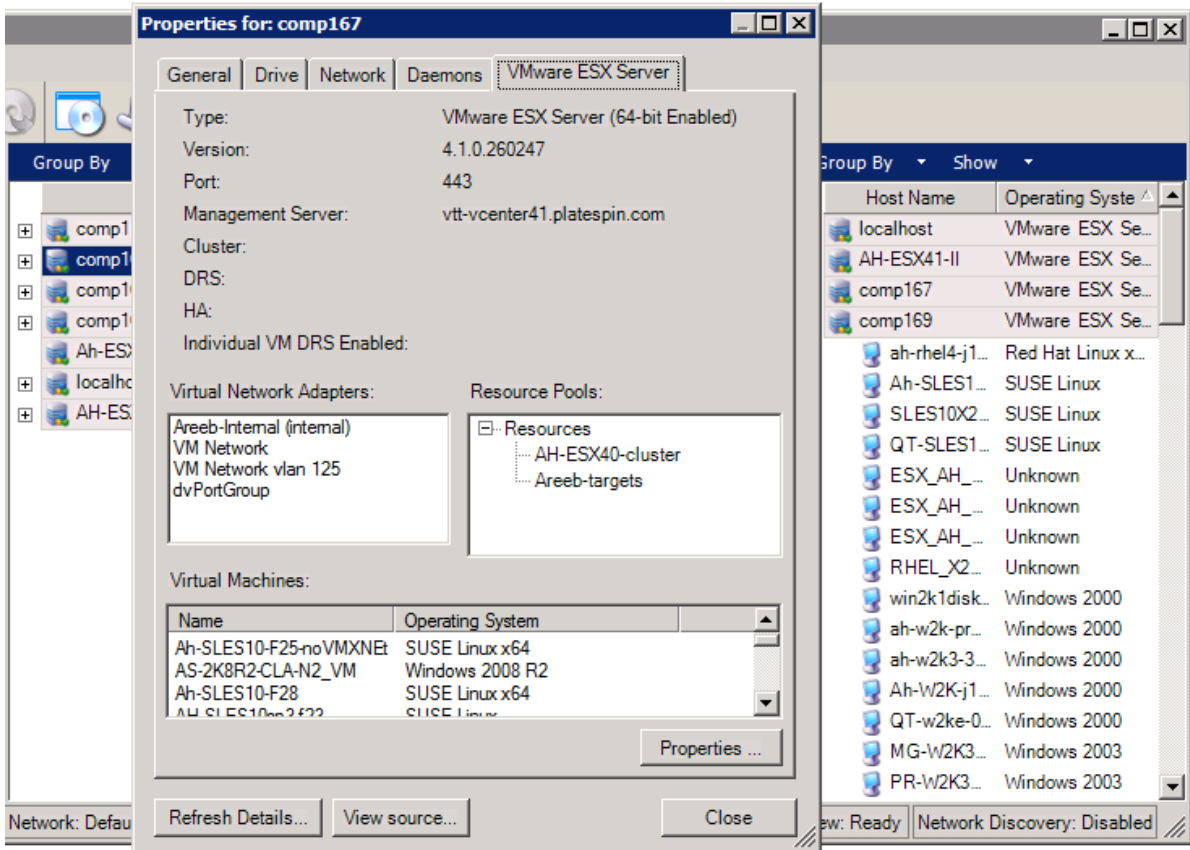 Properties for: comp167
General Drive Network Daemons VMware ESX Server
Type: VMware ESX Server (64-bit Enabled)
Version: 4.1.0.260247
Port: 443
Management Server: vtt-vcenter41.platespin.com
Cluster:
DRS:
HA:
Individual VM DRS Enabled:
Virtual Network Adapters:
Areeb-Internal (internal)
VM Network
VM Network vlan 125
dvPortGroup
Resource Pools:
Resources
AH-ESX40-cluster
Areeb-targets
Virtual Machines:
Name Operating System
Ah-SLES10-F25-noVMXNEt SUSE Linux x64
AS-2K8R2-CLA-N2_VM Windows 2008 R2
Ah-SLES10-F28 SUSE Linux x64
AH-SLES10sp3 f23 SUSE Linux
Properties ...
Refresh Details... View source... Close
Group By
comp1
comp1
comp1
comp1
Ah-ES
localho
AH-ES
Network: Defau
Group By Show
Host Name Operating Syste
localhost VMware ESX Se...
AH-ESX41-II VMware ESX Se...
comp167 VMware ESX Se...
comp169 VMware ESX Se...
ah-rhel4-j1... Red Hat Linux x...
Ah-SLES1... SUSE Linux
SLES10X2... SUSE Linux
QT-SLES1... SUSE Linux
ESX_AH_... Unknown
ESX_AH_... Unknown
ESX_AH_... Unknown
RHEL_X2... Unknown
win2k1disk... Windows 2000
ah-w2k-pr... Windows 2000
ah-w2k3-3... Windows 2000
Ah-W2K-j1... Windows 2000
QT-w2ke-0... Windows 2000
MG-W2K3... Windows 2003
PR-W2K3... Windows 2003
ew: Ready Network Discovery: Disabled